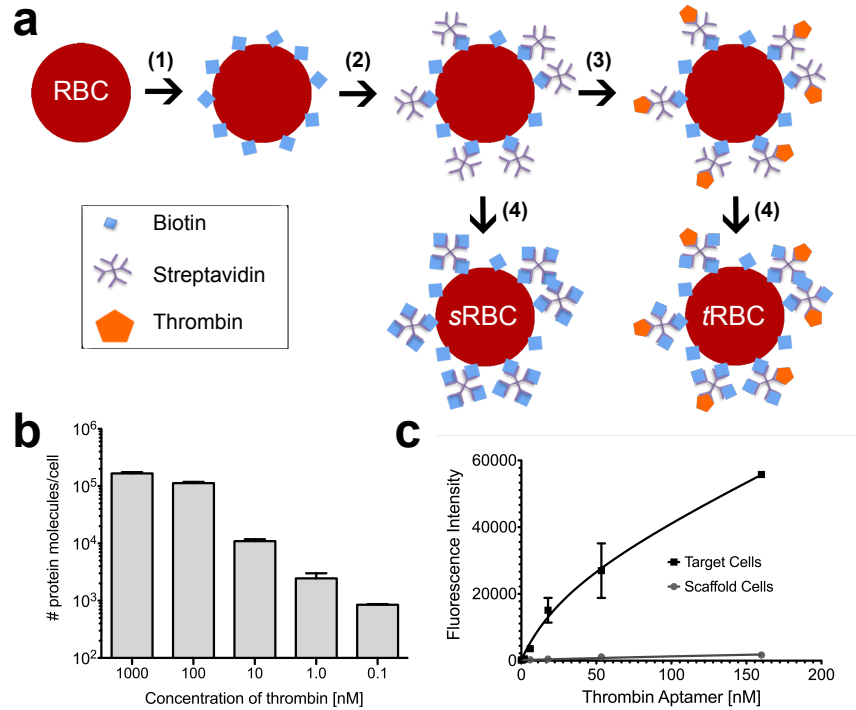 a
RBC
(1)
(2)
(3)
(4)
(4)
Biotin
Streptavidin
Thrombin
sRBC
tRBC
b
# protein molecules/cell
10^6
10^5
10^4
10^3
10^2
1000 100 10 1.0 0.1
Concentration of thrombin [nM]
c
Fluorescence Intensity
60000
40000
20000
0
Target Cells
Scaffold Cells
0 50 100 150 200
Thrombin Aptamer [nM]